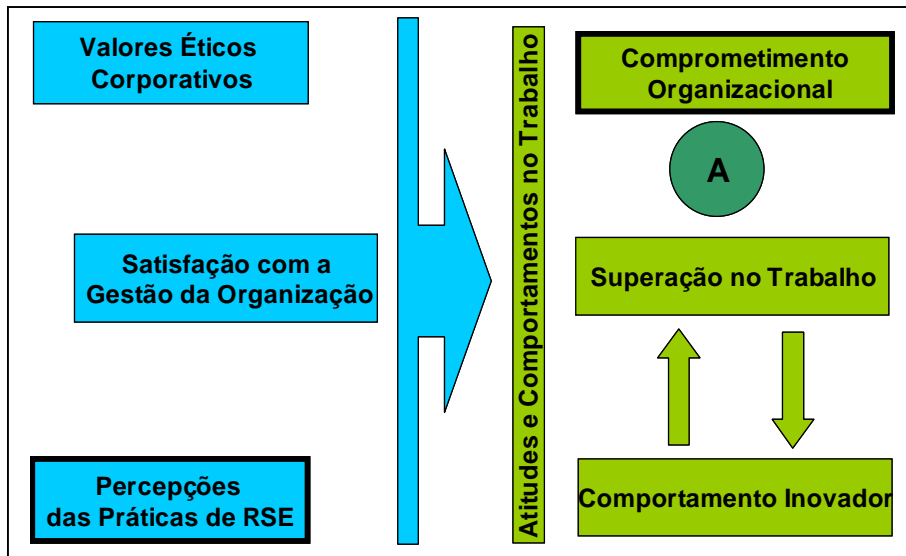 Valores Éticos
Corporativos
Satisfação com a
Gestão da Organização
Percepções
das Práticas de RSE
Atitudes e Comportamentos no Trabalho
Comprometimento
Organizacional
A
Superação no Trabalho
Comportamento Inovador